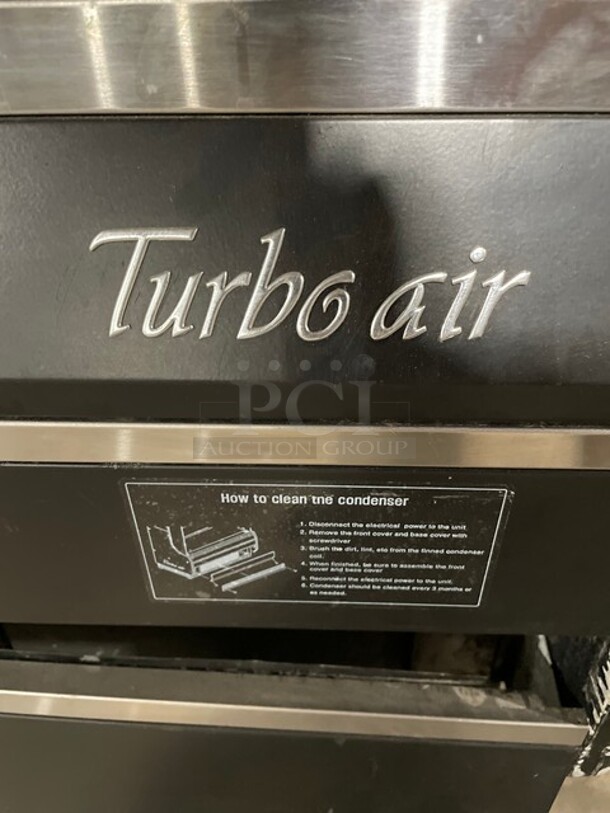 Turbo air
PCI
AUCTION GROUP
How to clean the condenser
1. Disconnect the electrical power to the unit
2. Remove the front cover and base cover with
screwdriver
3. Brush the dirt, lint, etc from the finned condenser
coil.
4. When finished, be sure to assemble the front
cover and base cover
5. Reconnect the electrical power to the unit.
6. Condenser should be cleaned every 3 months or
as needed.